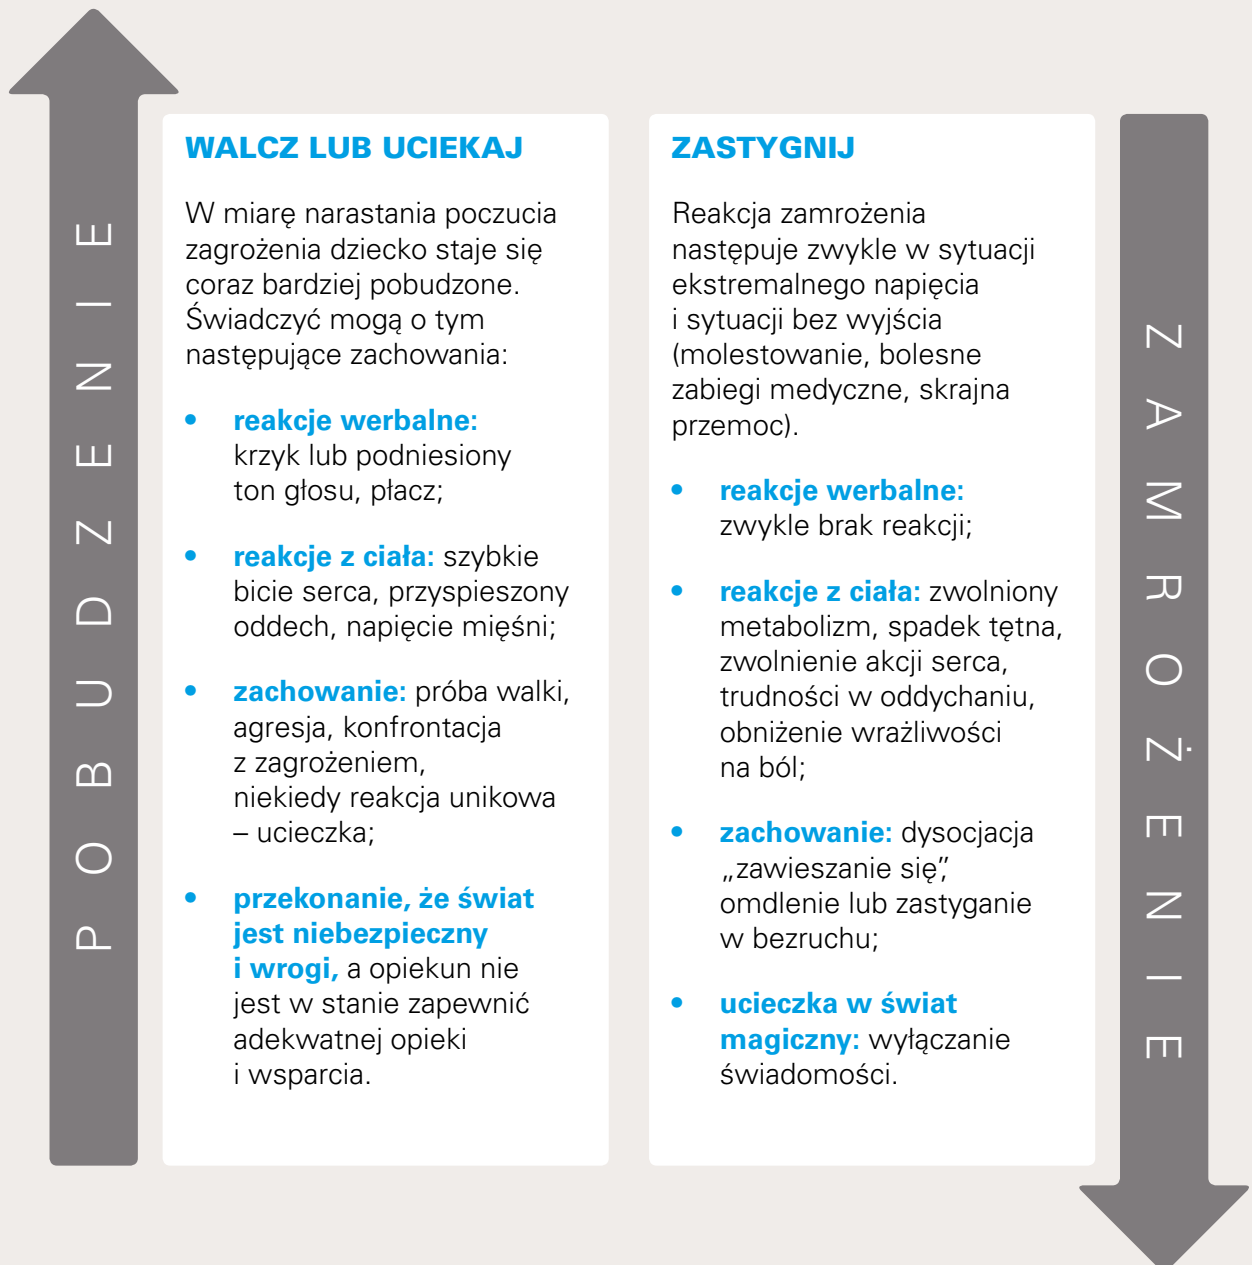 POBUDZENIE
WALCZ LUB UCIEKAJ
W miarę narastania poczucia
zagrożenia dziecko staje się
coraz bardziej pobudzone.
Świadczyć mogą o tym
następujące zachowania:
• reakcje werbalne:
krzyk lub podniesiony
ton głosu, płacz;
• reakcje z ciała: szybkie
bicie serca, przyspieszony
oddech, napięcie mięśni;
• zachowanie: próba walki,
agresja, konfrontacja
z zagrożeniem,
niekiedy reakcja unikowa
– ucieczka;
• przekonanie, że świat
jest niebezpieczny
i wrogi, a opiekun nie
jest w stanie zapewnić
adekwatnej opieki
i wsparcia.
ZASTYGNIJ
Reakcja zamrożenia
następuje zwykle w sytuacji
ekstremalnego napięcia
i sytuacji bez wyjścia
(molestowanie, bolesne
zabiegi medyczne, skrajna
przemoc).
• reakcje werbalne:
zwykle brak reakcji;
• reakcje z ciała: zwolniony
metabolizm, spadek tętna,
zwolnienie akcji serca,
trudności w oddychaniu,
obniżenie wrażliwości
na ból;
• zachowanie: dysocjacja
„zawieszanie się”,
omdlenie lub zastyganie
w bezruchu;
• ucieczka w świat
magiczny: wyłączanie
świadomości.
ZAMROŻENIE